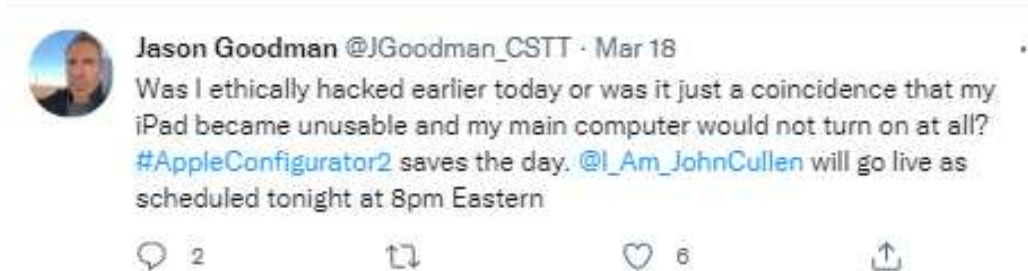 Jason Goodman @JGoodman_CSTT · Mar 18
Was I ethically hacked earlier today or was it just a coincidence that my
iPad became unusable and my main computer would not turn on at all?
#AppleConfigurator2 saves the day. @I_Am_JohnCullen will go live as
scheduled tonight at 8pm Eastern
2 6